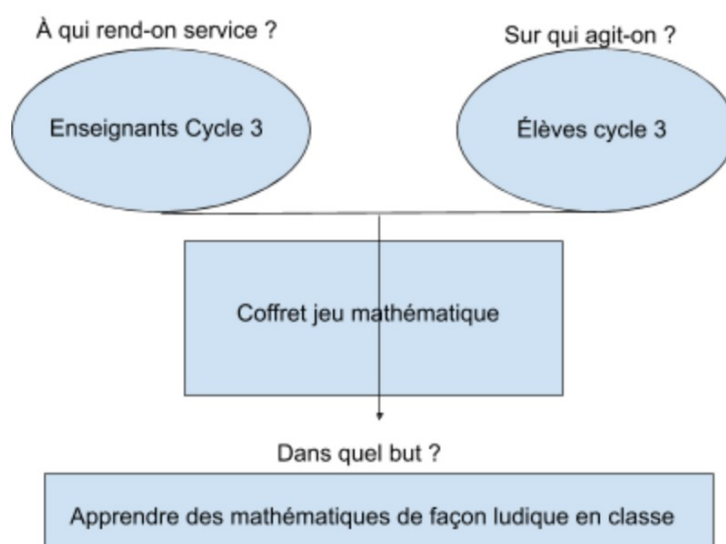 À qui rend-on service ?
Sur qui agit-on ?
Enseignants Cycle 3
Élèves cycle 3
Coffret jeu mathématique
Dans quel but ?
Apprendre des mathématiques de façon ludique en classe